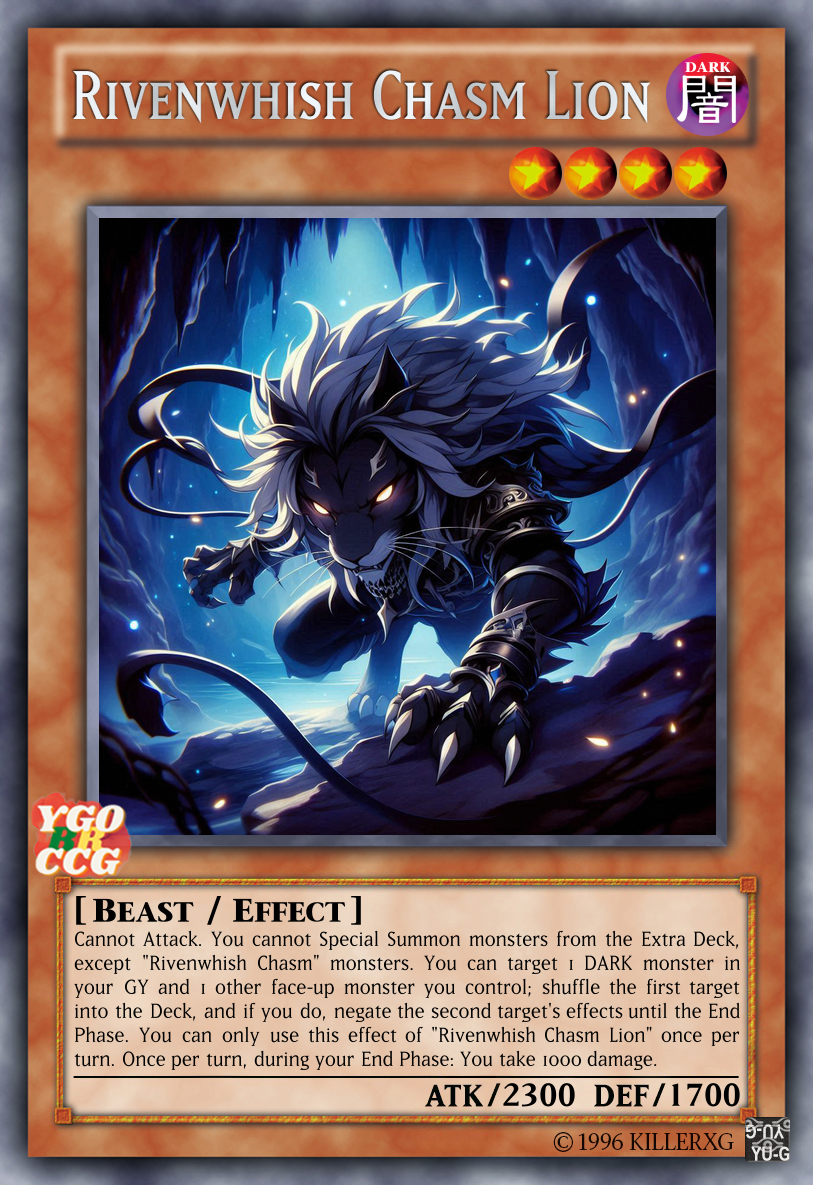 RIVENWHISH CHASM LION
DARK
闇
YGO
BR
CCG
[ BEAST / EFFECT ]
Cannot Attack. You cannot Special Summon monsters from the Extra Deck,
except "Rivenwhish Chasm" monsters. You can target 1 DARK monster in
your GY and 1 other face-up monster you control; shuffle the first target
into the Deck, and if you do, negate the second target's effects until the End
Phase. You can only use this effect of "Rivenwhish Chasm Lion" once per
turn. Once per turn, during your End Phase: You take 1000 damage.
ATK/2300 DEF/1700
© 1996 KILLERXG
YU-G
YU-G